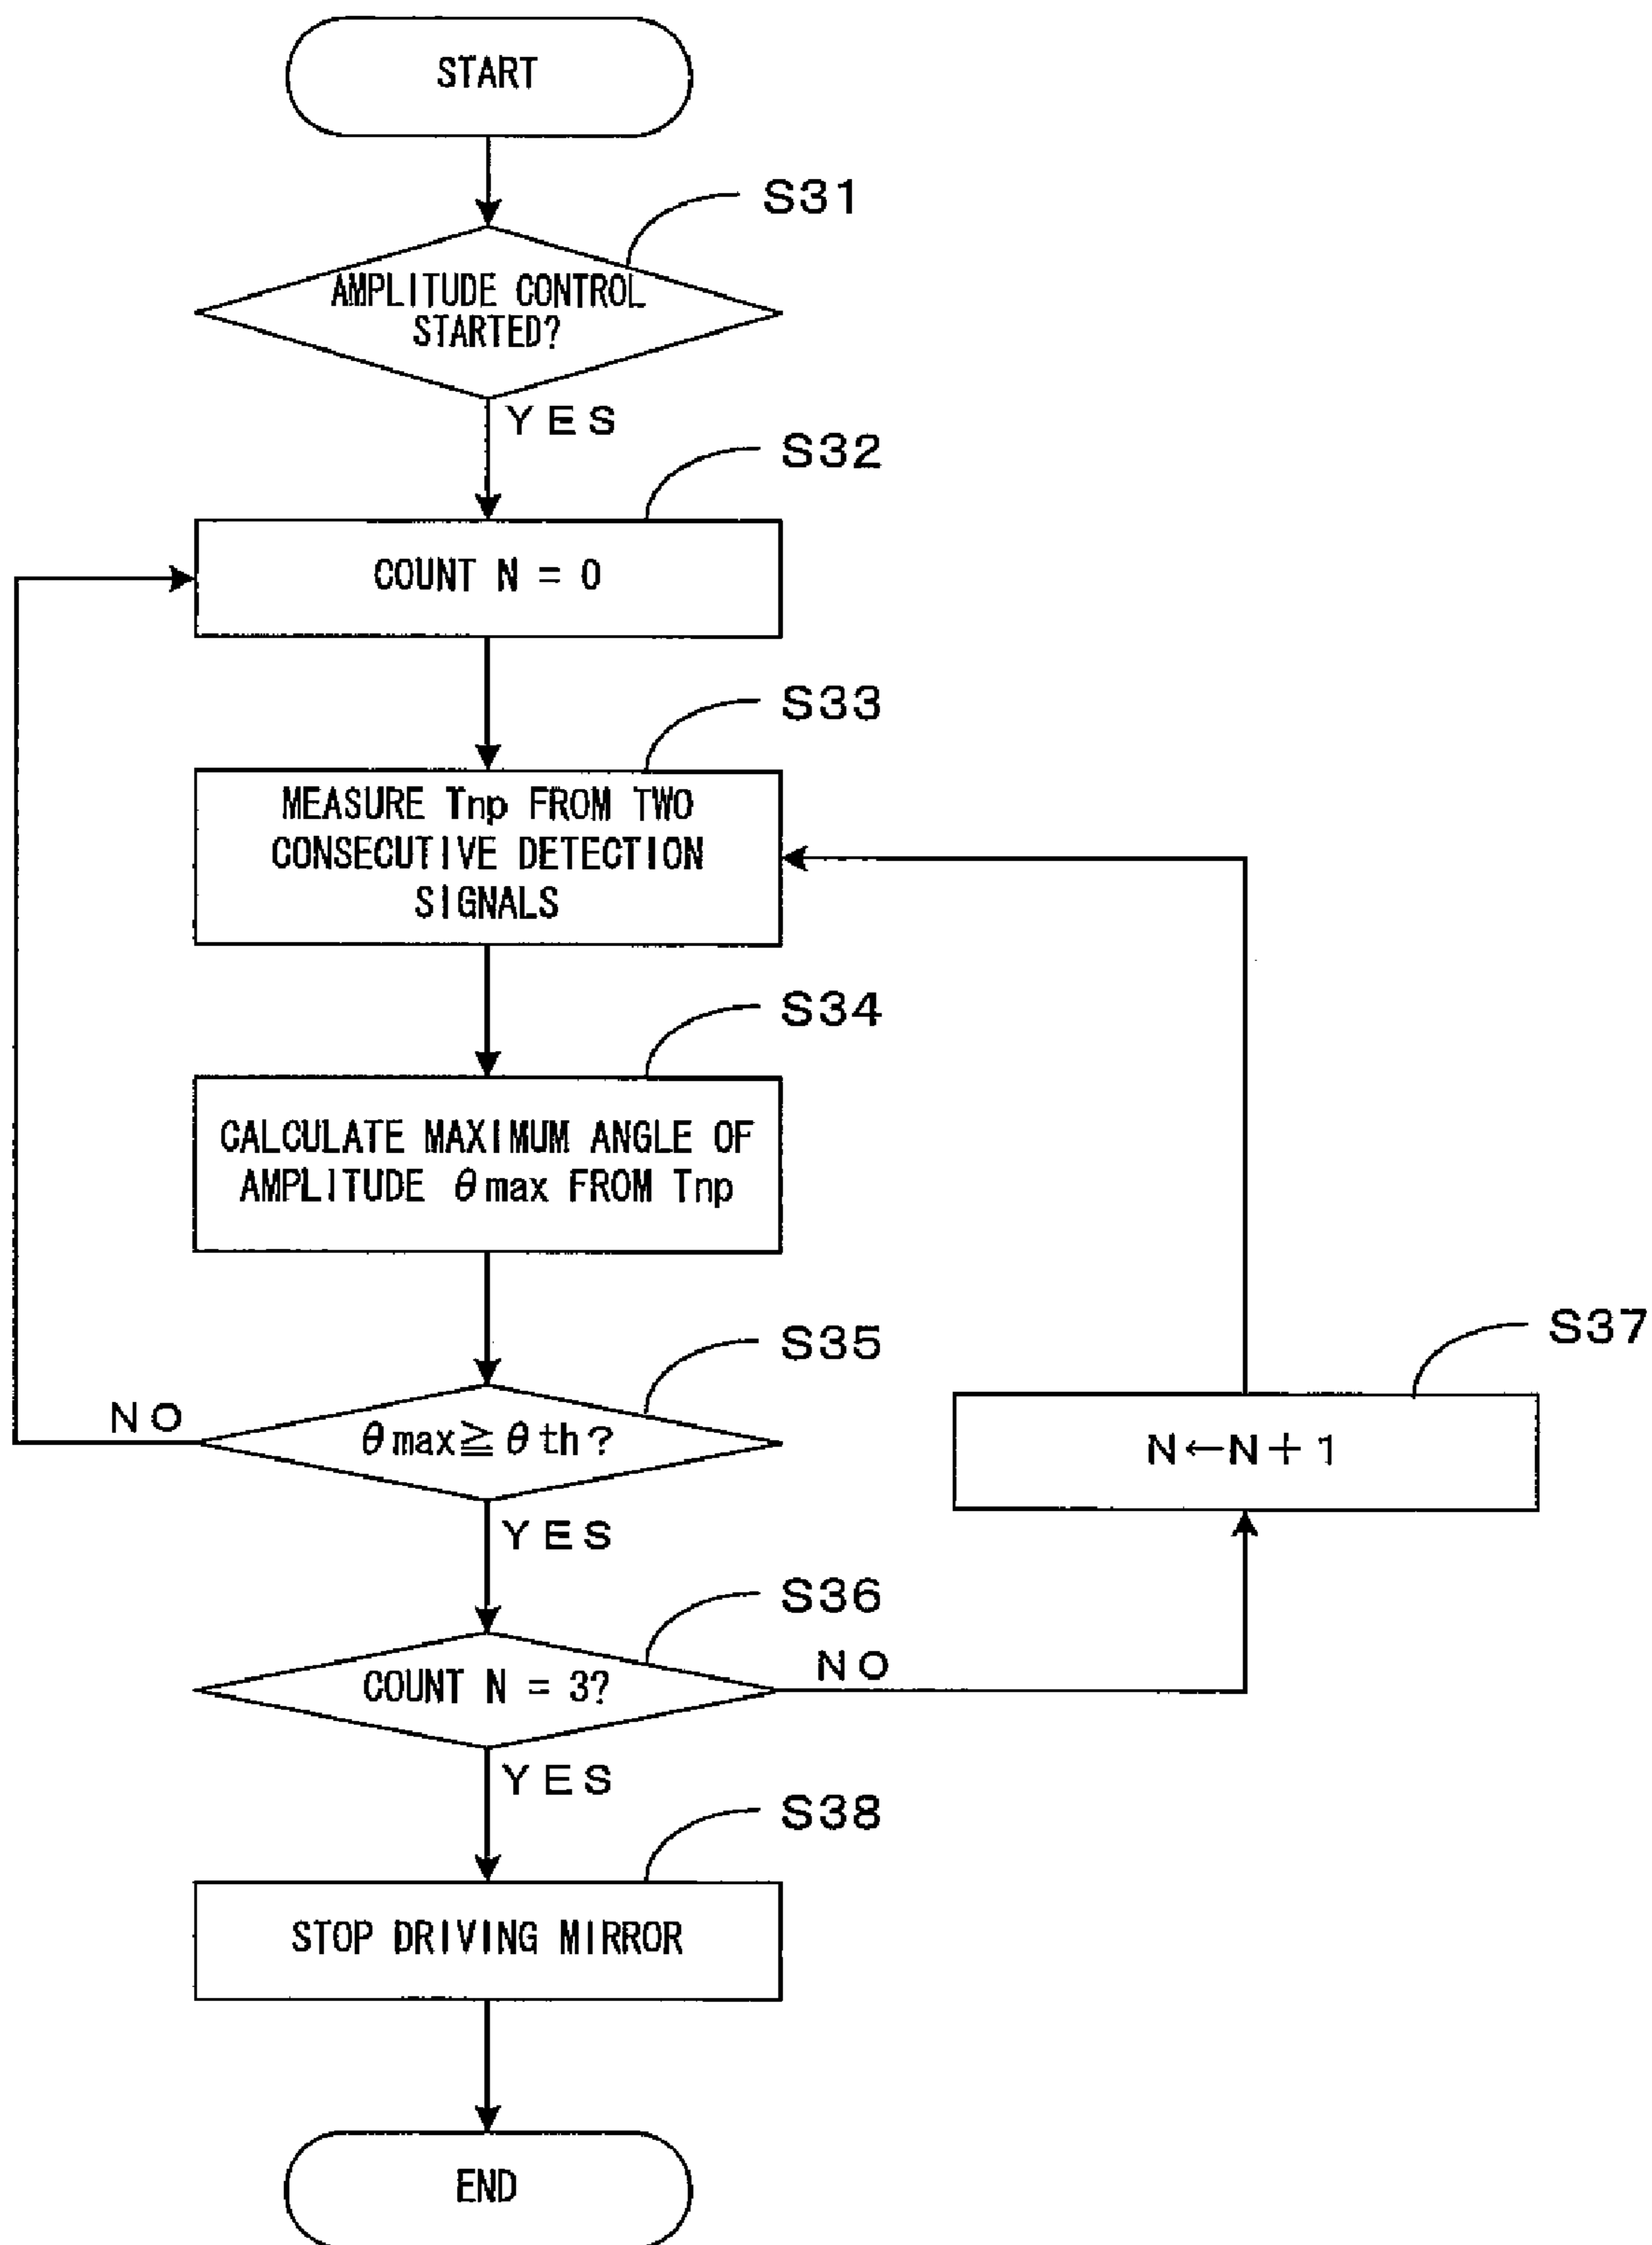 START
S31
AMPLITUDE CONTROL
STARTED?
YES
S32
COUNT N = 0
S33
MEASURE Tnp FROM TWO
CONSECUTIVE DETECTION
SIGNALS
S34
CALCULATE MAXIMUM ANGLE OF
AMPLITUDE θmax FROM Tnp
S35
NO
θmax≧θth?
S37
N←N+1
YES
S36
COUNT N = 3?
NO
YES
S38
STOP DRIVING MIRROR
END